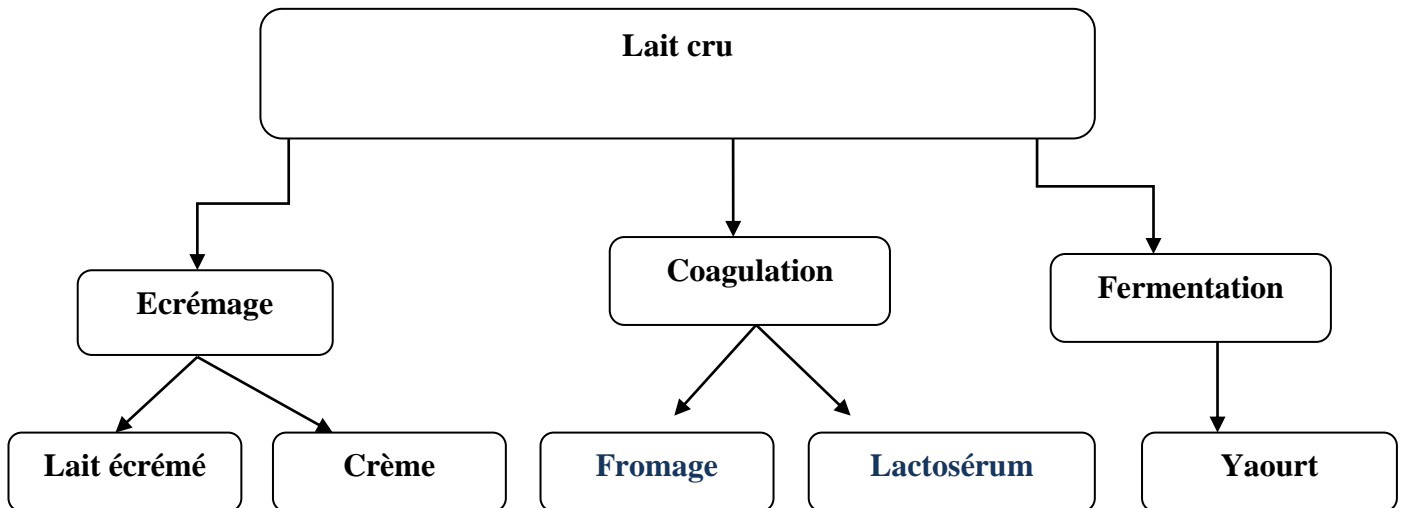 Lait cru
Coagulation
Fermentation
Ecrémage
Lait écrémé
Crème
Fromage
Lactosérum
Yaourt